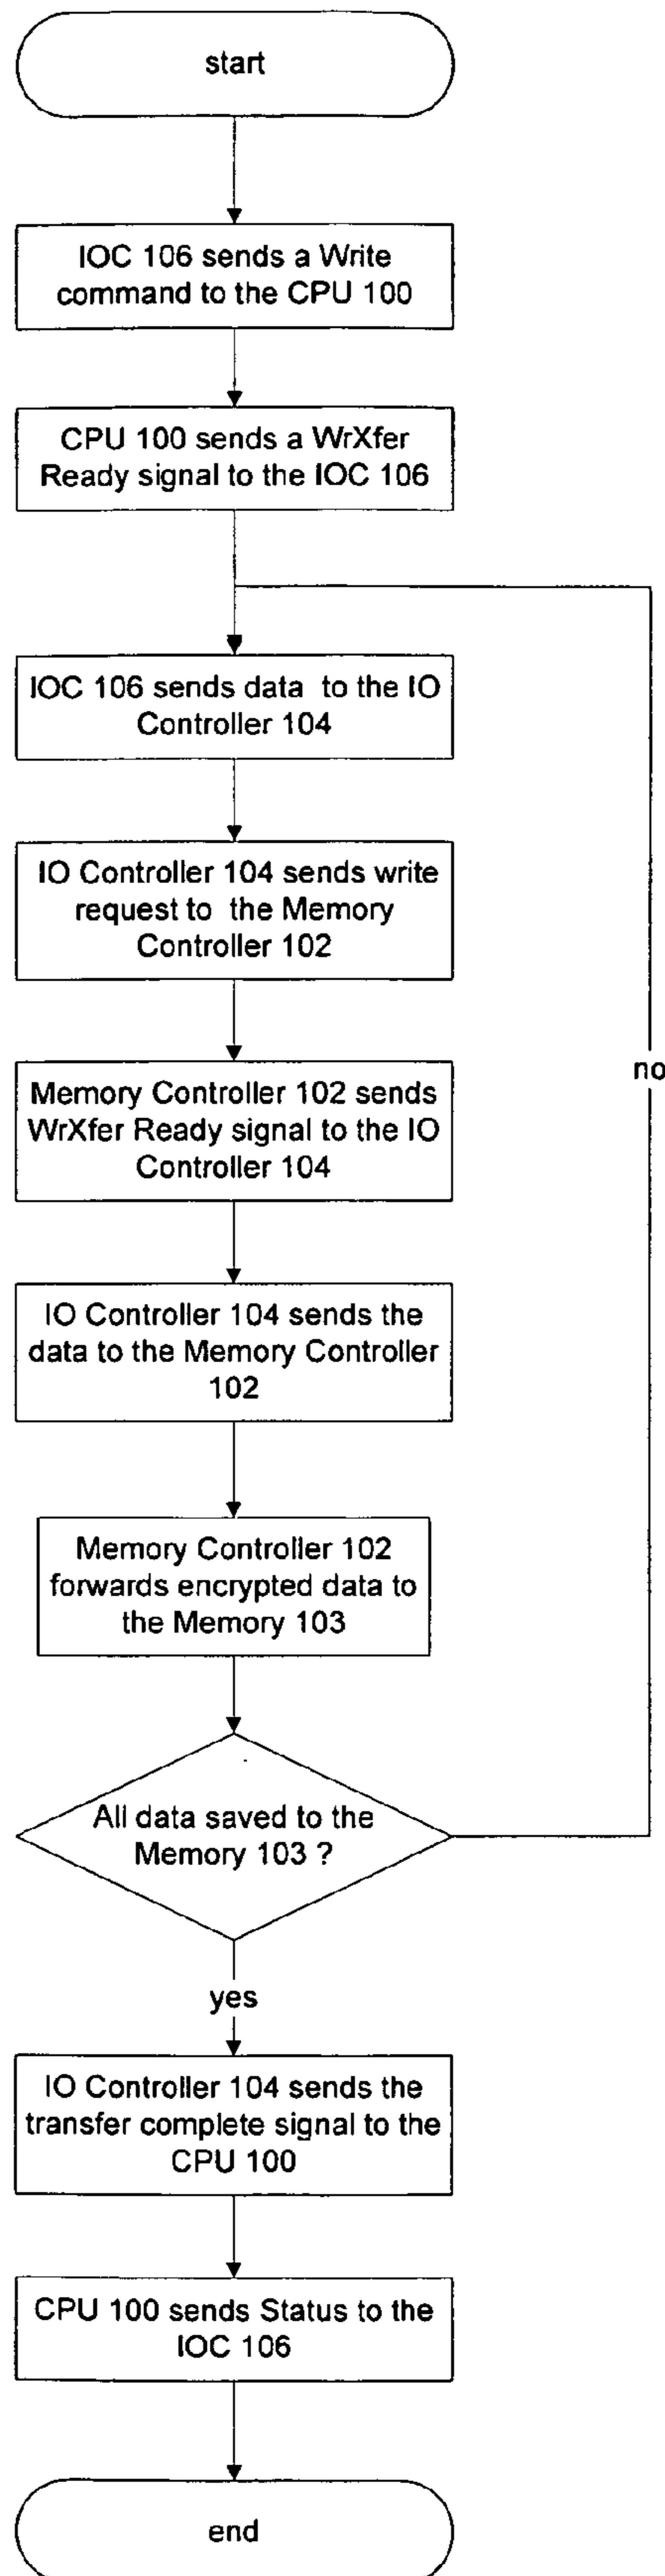 start
IOC 106 sends a Write
command to the CPU 100
CPU 100 sends a WrXfer
Ready signal to the IOC 106
IOC 106 sends data to the IO
Controller 104
IO Controller 104 sends write
request to the Memory
Controller 102
no
Memory Controller 102 sends
WrXfer Ready signal to the IO
Controller 104
IO Controller 104 sends the
data to the Memory Controller
102
Memory Controller 102
forwards encrypted data to
the Memory 103
All data saved to the
Memory 103 ?
yes
IO Controller 104 sends the
transfer complete signal to the
CPU 100
CPU 100 sends Status to the
IOC 106
end